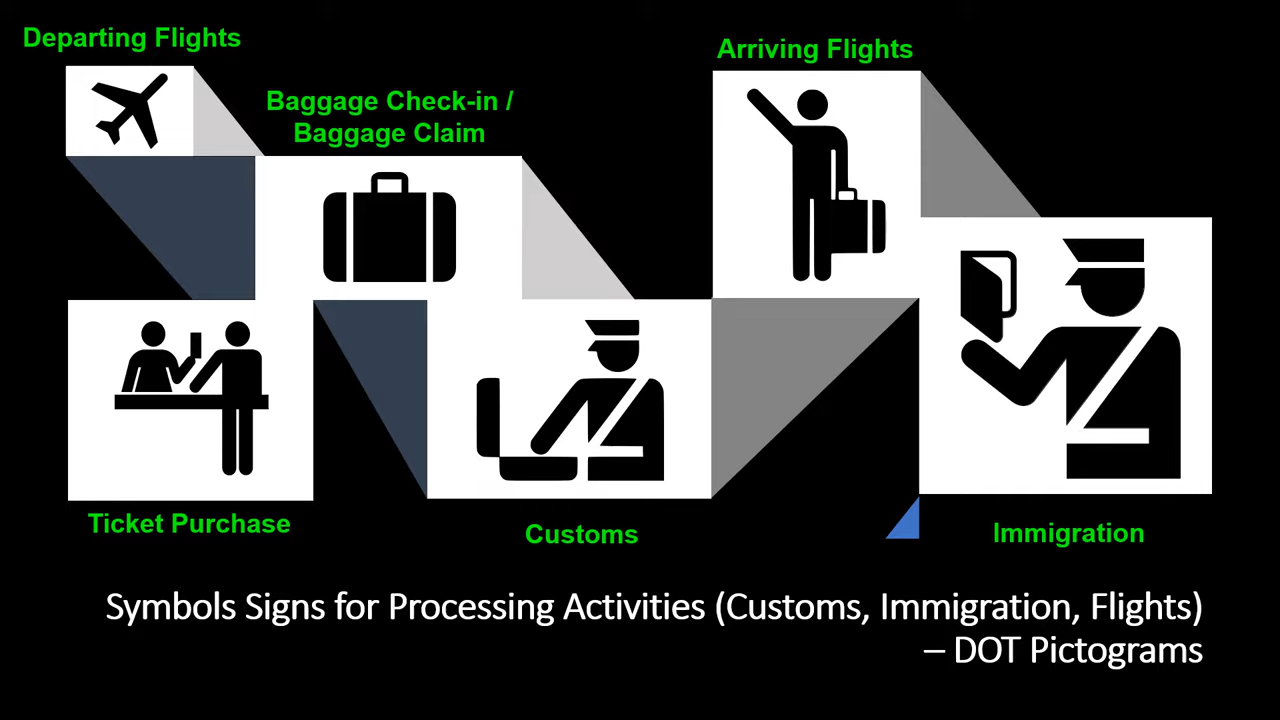 Departing Flights
Arriving Flights
Baggage Check-in /
Baggage Claim
Ticket Purchase
Customs
Immigration
Symbols Signs for Processing Activities (Customs, Immigration, Flights)
– DOT Pictograms